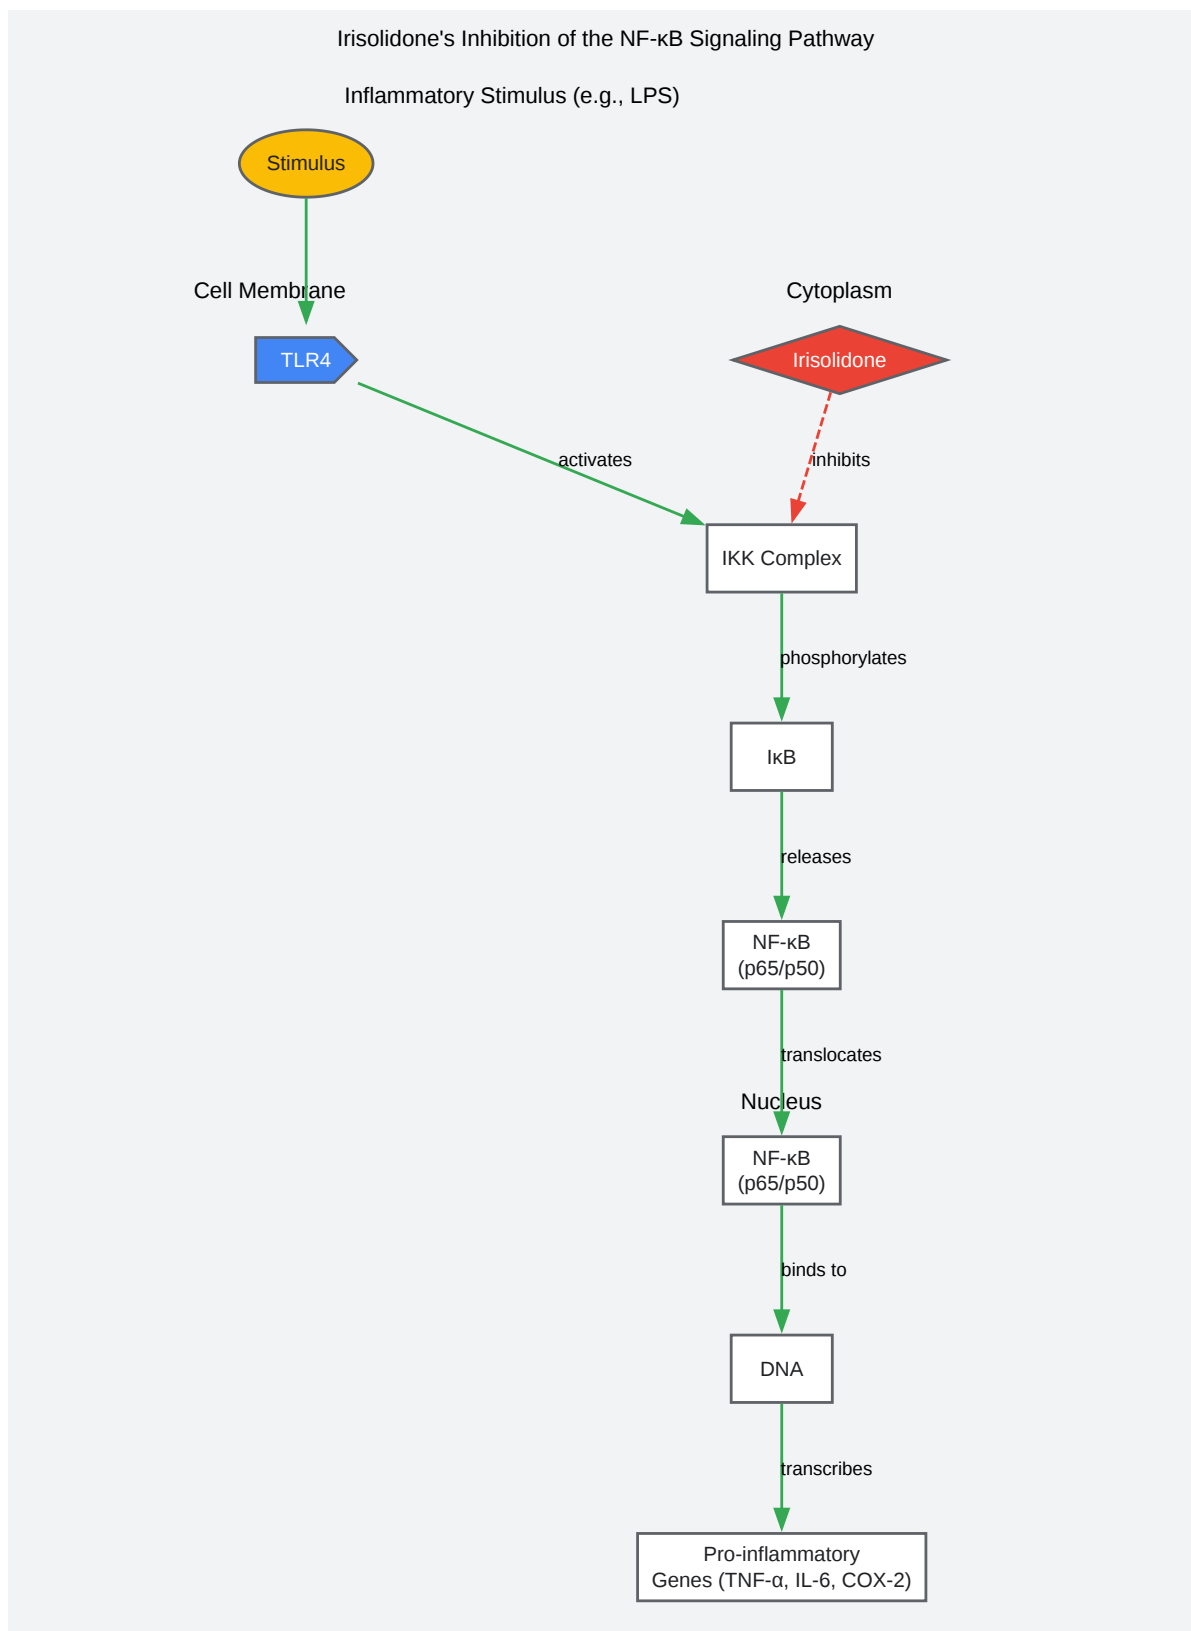 Irisolidone's Inhibition of the NF-κB Signaling Pathway
Inflammatory Stimulus (e.g., LPS)
Stimulus
Cell Membrane
Cytoplasm
TLR4
Irisolidone
activates
inhibits
IKK Complex
phosphorylates
IκB
releases
NF-κB
(p65/p50)
translocates
Nucleus
NF-κB
(p65/p50)
binds to
DNA
transcribes
Pro-inflammatory
Genes (TNF-α, IL-6, COX-2)